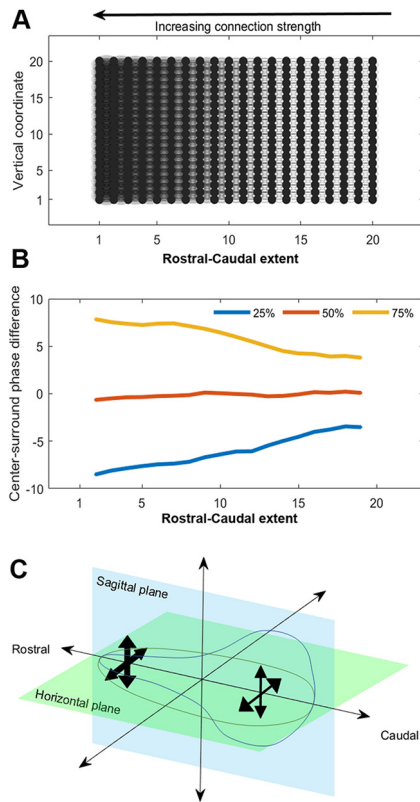 A
Increasing connection strength
Vertical coordinate
20
15
10
5
1
1 5 10 15 20
Rostral-Caudal extent
B
Center-surround phase difference
25% 50% 75%
10
5
0
-5
-10
1 5 10 15 20
Rostral-Caudal extent
C
Sagittal plane
Rostral
Horizontal plane
Caudal